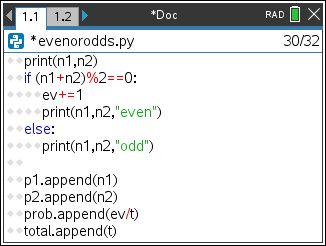 1.1 1.2 *Doc RAD
*evenorodds.py 30/32
print(n1,n2)
if (n1+n2)%2==0:
ev+=1
print(n1,n2,"even")
else:
print(n1,n2,"odd")
p1.append(n1)
p2.append(n2)
prob.append(ev/t)
total.append(t)